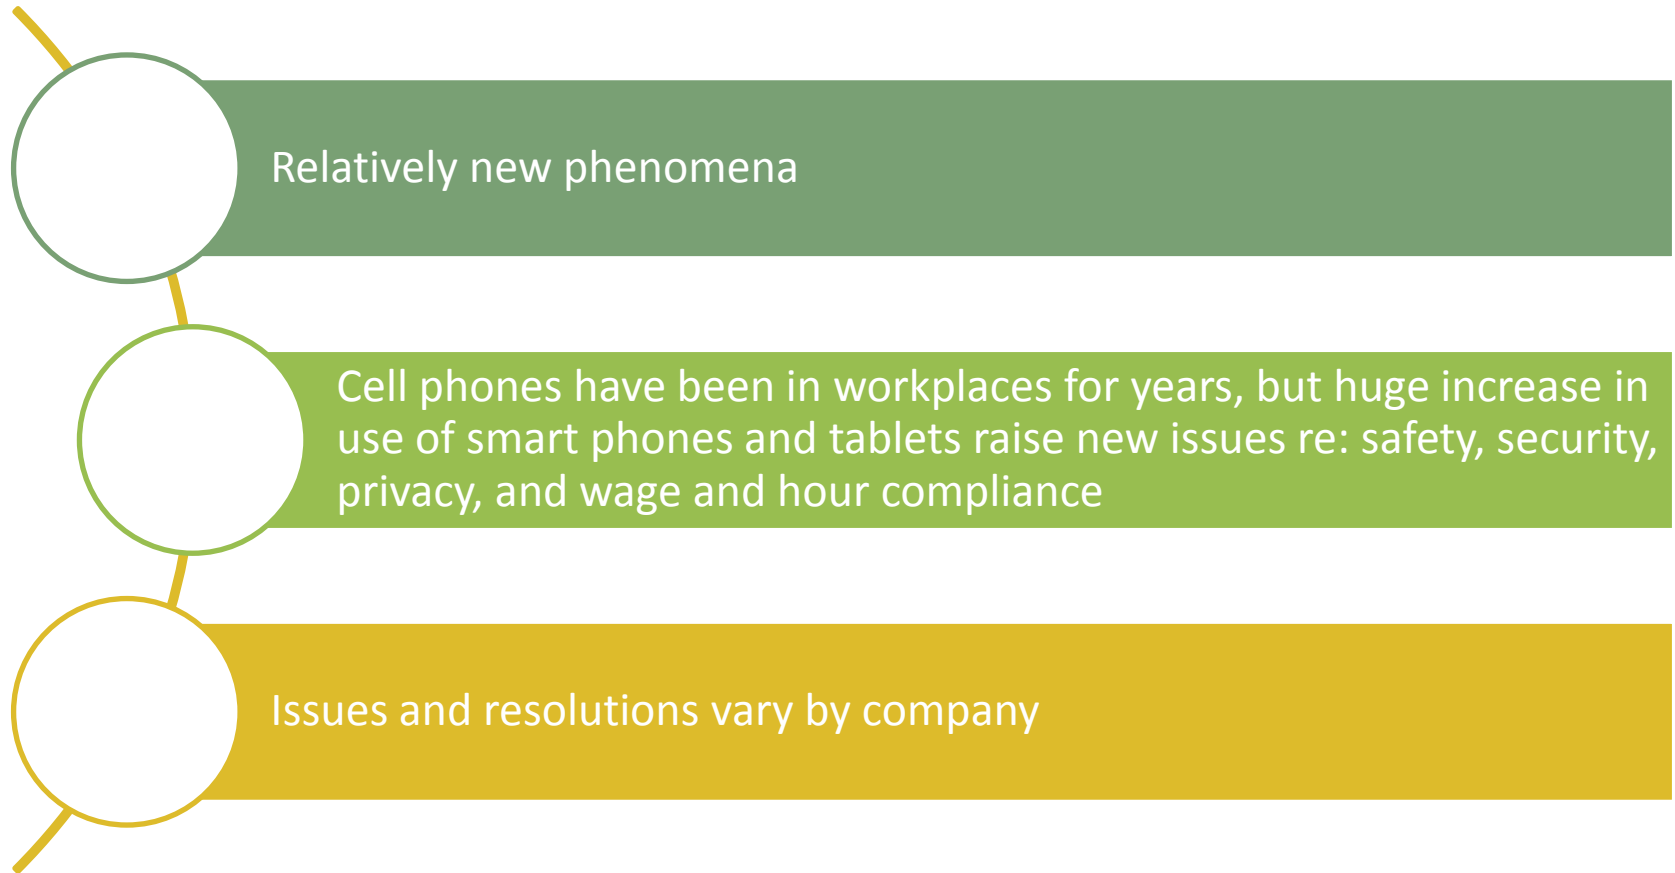 Relatively new phenomena
Cell phones have been in workplaces for years, but huge increase in
use of smart phones and tablets raise new issues re: safety, security,
privacy, and wage and hour compliance
Issues and resolutions vary by company